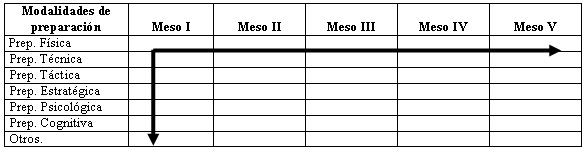 Modalidades de
preparación
Meso I Meso II Meso III Meso IV Meso V
Prep. Física
Prep. Técnica
Prep. Táctica
Prep. Estratégica
Prep. Psicológica
Prep. Cognitiva
Otros.